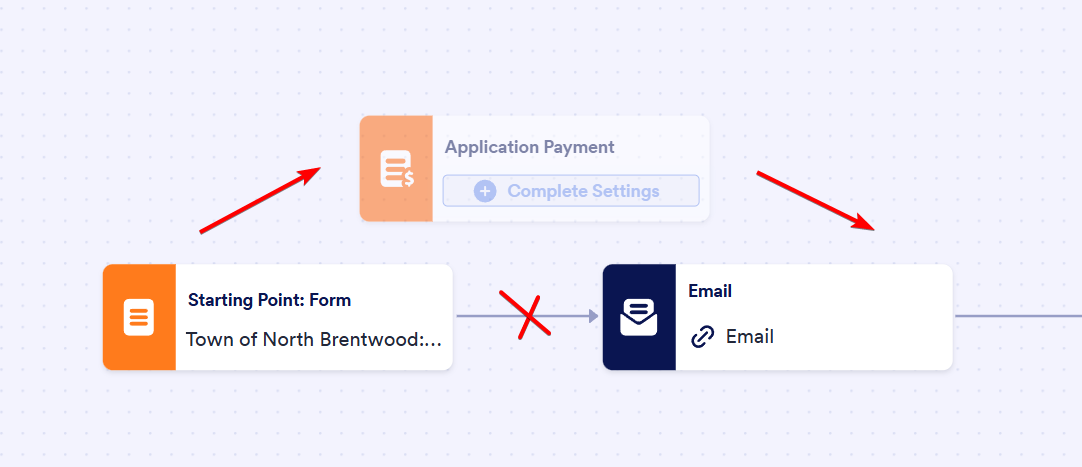 Application Payment
Complete Settings
Starting Point: Form
Town of North Brentwood:...
Email
Email